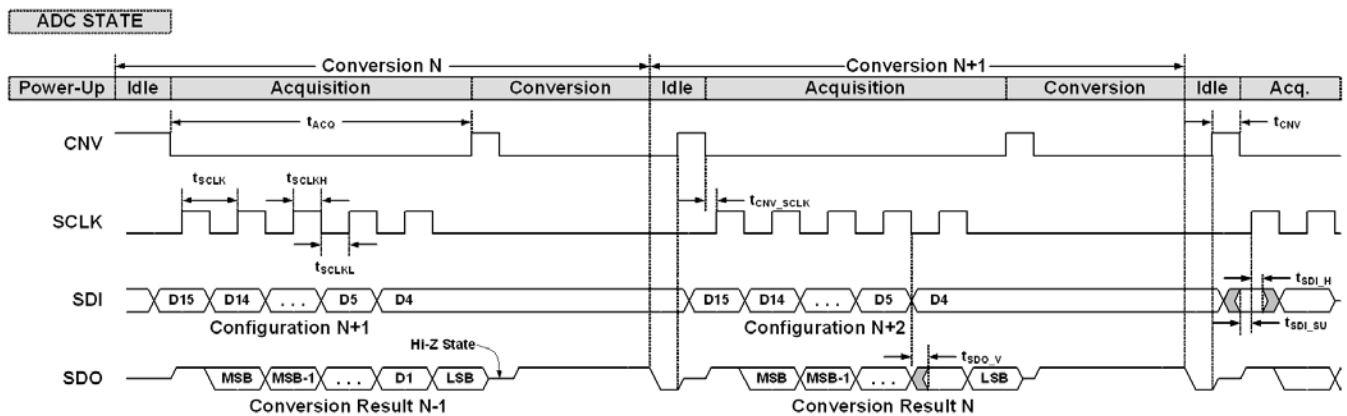 ADC STATE
Conversion N
Conversion N+1
Power-Up Idle Acquisition Conversion Idle Acquisition Conversion Idle Acq.
tACQ
tCNV
CNV
tSCLK
tSCLKH
tCNV_SCLK
SCLK
tSCLKL
tSDI_H
SDI
D15 D14 . . . D5 D4
D15 D14 . . . D5 D4
Configuration N+1
Configuration N+2
tSDI_SU
Hi-Z State
tSDO_V
SDO
MSB MSB-1 . . . D1 LSB
MSB MSB-1 . . . LSB
Conversion Result N-1
Conversion Result N